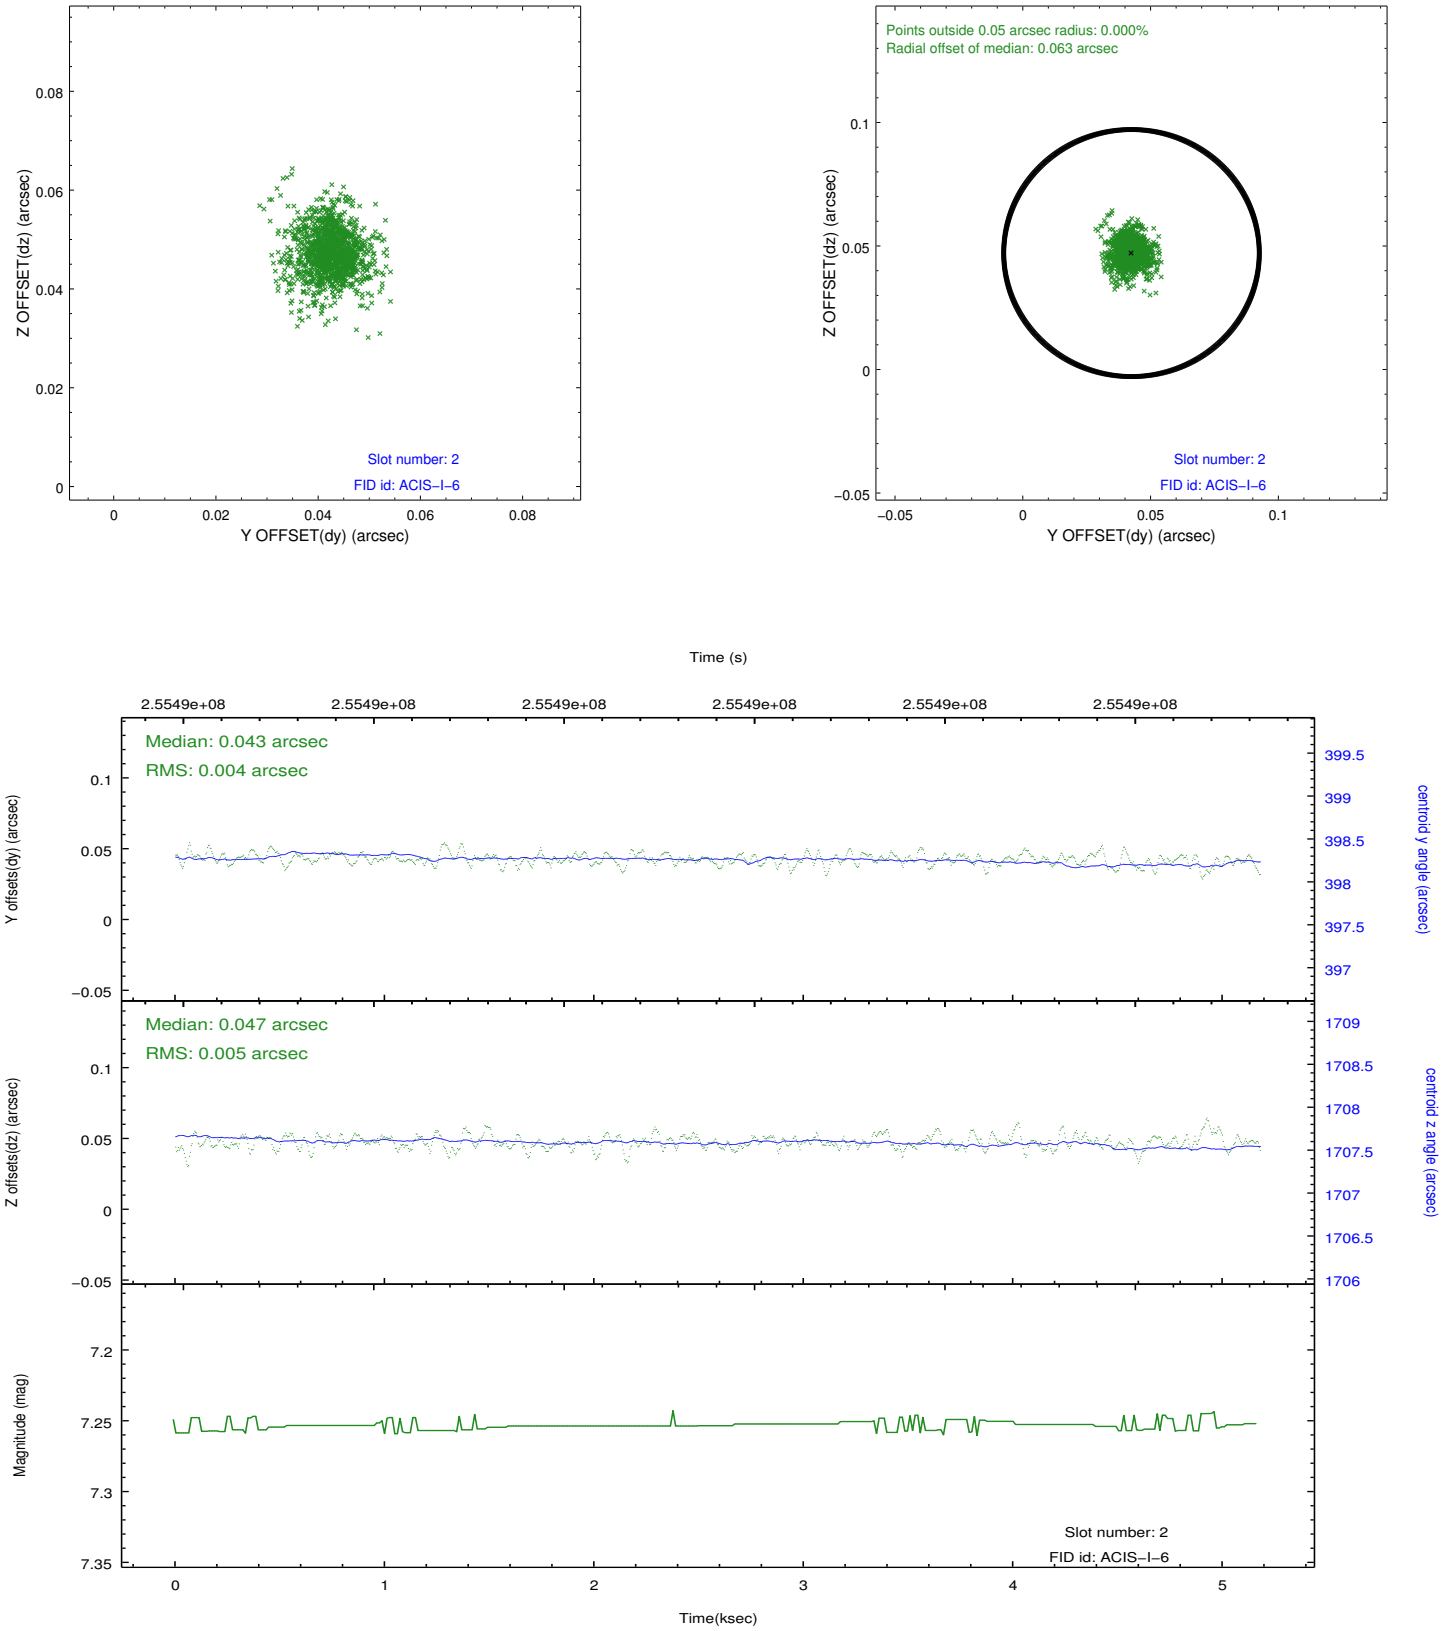 0.08
0.06
0.04
0.02
0
Z OFFSET(dz) (arcsec)
Slot number: 2
FID id: ACIS−I−6
0
0.02
0.04
0.06
0.08
Y OFFSET(dy) (arcsec)
Points outside 0.05 arcsec radius: 0.000%
Radial offset of median: 0.063 arcsec
0.1
0.05
0
−0.05
Z OFFSET(dz) (arcsec)
Slot number: 2
FID id: ACIS−I−6
−0.05
0
0.05
0.1
Y OFFSET(dy) (arcsec)
Time (s)
2.5549e+08
2.5549e+08
2.5549e+08
2.5549e+08
2.5549e+08
2.5549e+08
Median: 0.043 arcsec
RMS: 0.004 arcsec
0.1
0.05
0
−0.05
Y offsets(dy) (arcsec)
399.5
399
398.5
398
397.5
397
centroid y angle (arcsec)
Median: 0.047 arcsec
RMS: 0.005 arcsec
0.1
0.05
0
−0.05
Z offsets(dz) (arcsec)
1709
1708.5
1708
1707.5
1707
1706.5
1706
centroid z angle (arcsec)
7.2
7.25
7.3
7.35
Magnitude (mag)
Slot number: 2
FID id: ACIS−I−6
0
1
2
3
4
5
Time(ksec)